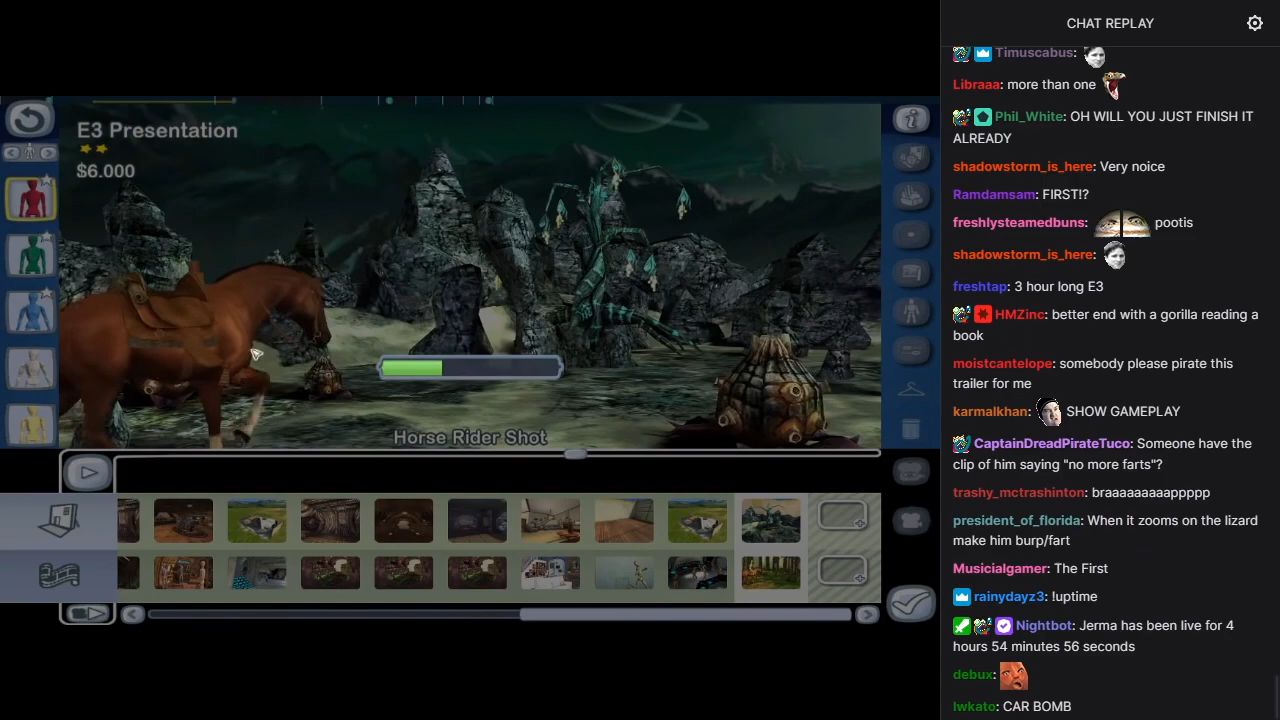 CHAT REPLAY
E3 Presentation
$6.000
Horse Rider Shot
Timuscabus:
Libraaa: more than one
Phil_White: OH WILL YOU JUST FINISH IT
ALREADY
shadowstorm_is_here: Very noice
Ramdamsam: FIRST!?
freshlysteamedbuns: pootis
shadowstorm_is_here:
freshtap: 3 hour long E3
HMZinc: better end with a gorilla reading a
book
moistcantelope: somebody please pirate this
trailer for me
karmalkhan: SHOW GAMEPLAY
CaptainDreadPirateTuco: Someone have the
clip of him saying "no more farts"?
trashy_mctrashinton: braaaaaaaaappppp
president_of_florida: When it zooms on the lizard
make him burp/fart
Musicialgamer: The First
rainydayz3: !uptime
Nightbot: Jerma has been live for 4
hours 54 minutes 56 seconds
debux:
lwkato: CAR BOMB